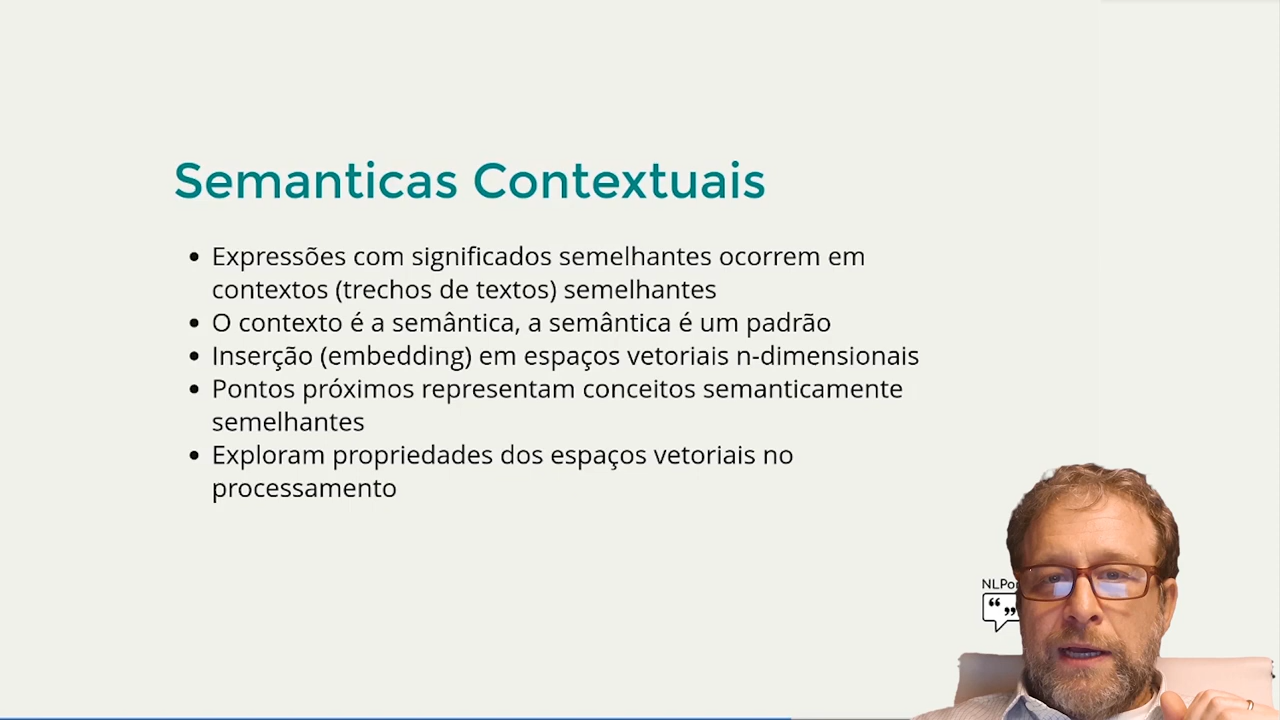 Semanticas Contextuais
• Expressões com significados semelhantes ocorrem em
contextos (trechos de textos) semelhantes
• O contexto é a semântica, a semântica é um padrão
• Inserção (embedding) em espaços vetoriais n-dimensionais
• Pontos próximos representam conceitos semanticamente
semelhantes
• Exploram propriedades dos espaços vetoriais no
processamento